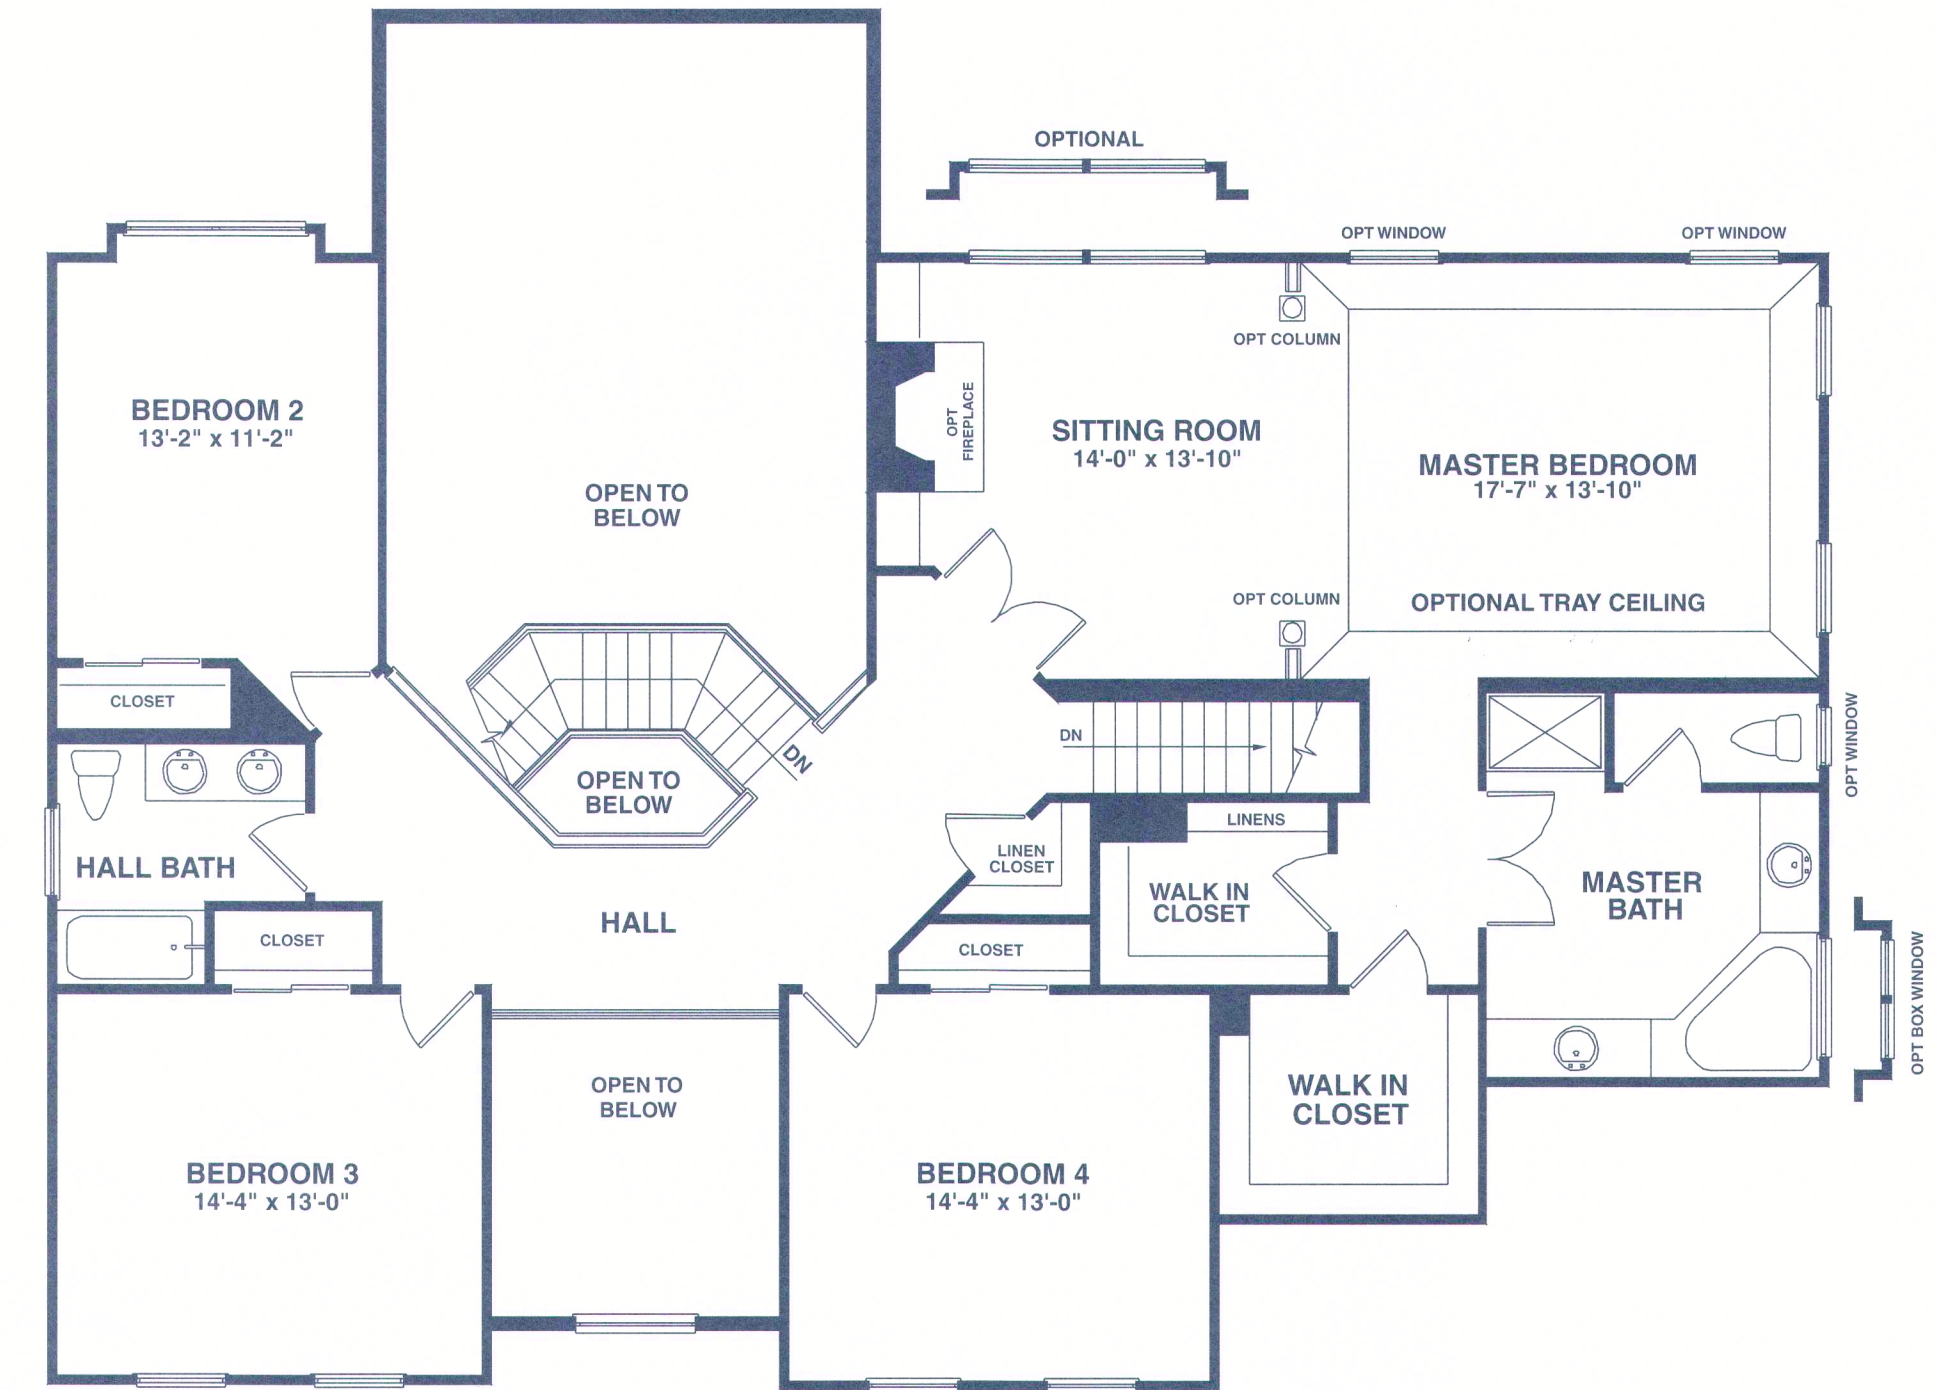 OPTIONAL
OPT WINDOW
OPT WINDOW
OPT COLUMN
BEDROOM 2
13'-2" x 11'-2"
OPT
FIREPLACE
SITTING ROOM
14'-0" x 13'-10"
MASTER BEDROOM
17'-7" x 13'-10"
OPEN TO
BELOW
OPT COLUMN
OPTIONAL TRAY CEILING
CLOSET
DN
DN
OPT WINDOW
OPEN TO
BELOW
LINENS
HALL BATH
LINEN
CLOSET
WALK IN
CLOSET
MASTER
BATH
HALL
CLOSET
CLOSET
OPT BOX WINDOW
OPEN TO
BELOW
WALK IN
CLOSET
BEDROOM 3
14'-4" x 13'-0"
BEDROOM 4
14'-4" x 13'-0"